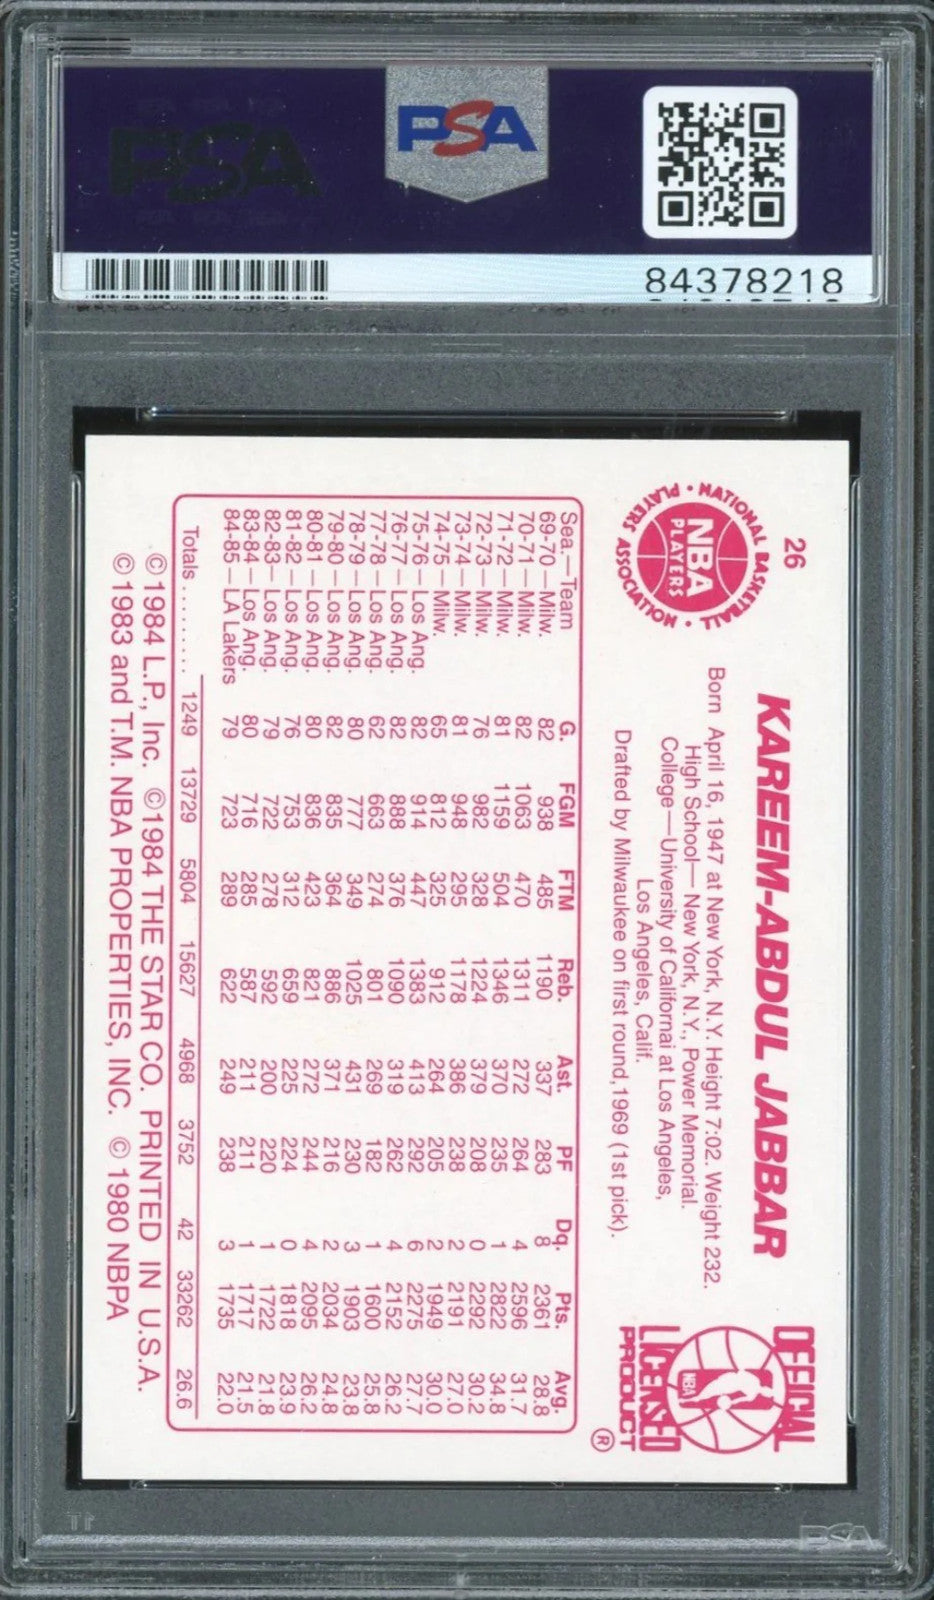 PSA
PSA
84378218
26
KAREEM-ABDUL JABBAR
NATIONAL BASKETBALL
PLAYERS ASSOCIATION
• PLAYERS •
NBA
PLAYERS
Born April 16, 1947 at New York, N.Y. Height 7:02. Weight 232.
High School— New York, N.Y., Power Memorial.
College—University of Californai at Los Angeles,
Los Angeles, Calif.
Drafted by Milwaukee on first round, 1969 (1st pick).
OFFICIAL
NBA
LICENSED
PRODUCT
®
Sea.—Team G. FGM FTM Reb. Ast. PF Dq. Pts. Avg.
69-70—Milw. 82 938 485 1190 337 283 8 2361 28.8
70-71—Milw. 82 1063 470 1311 272 264 4 2596 31.7
71-72—Milw. 81 1159 504 1346 370 235 1 2822 34.8
72-73—Milw. 76 982 328 1224 379 208 0 2292 30.2
73-74—Milw. 81 948 295 1178 386 238 2 2191 27.0
74-75—Milw. 65 812 325 912 264 205 2 1949 30.0
75-76—Los Ang. 82 914 447 1383 413 292 6 2275 27.7
76-77—Los Ang. 82 888 376 1090 319 262 4 2152 26.2
77-78—Los Ang. 62 663 274 801 269 182 1 1600 25.8
78-79—Los Ang. 80 777 349 1025 431 230 3 1903 23.8
79-80—Los Ang. 82 835 364 886 371 216 2 2034 24.8
80-81—Los Ang. 80 836 423 821 272 244 4 2095 26.2
81-82—Los Ang. 76 753 312 659 225 224 0 1818 23.9
82-83—Los Ang. 79 722 278 592 200 220 1 1722 21.8
83-84—Los Ang. 80 716 285 587 211 211 1 1717 21.5
84-85—LA Lakers 79 723 289 622 249 238 3 1735 22.0
Totals ......... 1249 13729 5804 15627 4968 3752 42 33262 26.6
© 1984 L.P., Inc. © 1984 THE STAR CO. PRINTED IN U.S.A.
© 1983 and T.M. NBA PROPERTIES, INC. © 1980 NBPA
PSA